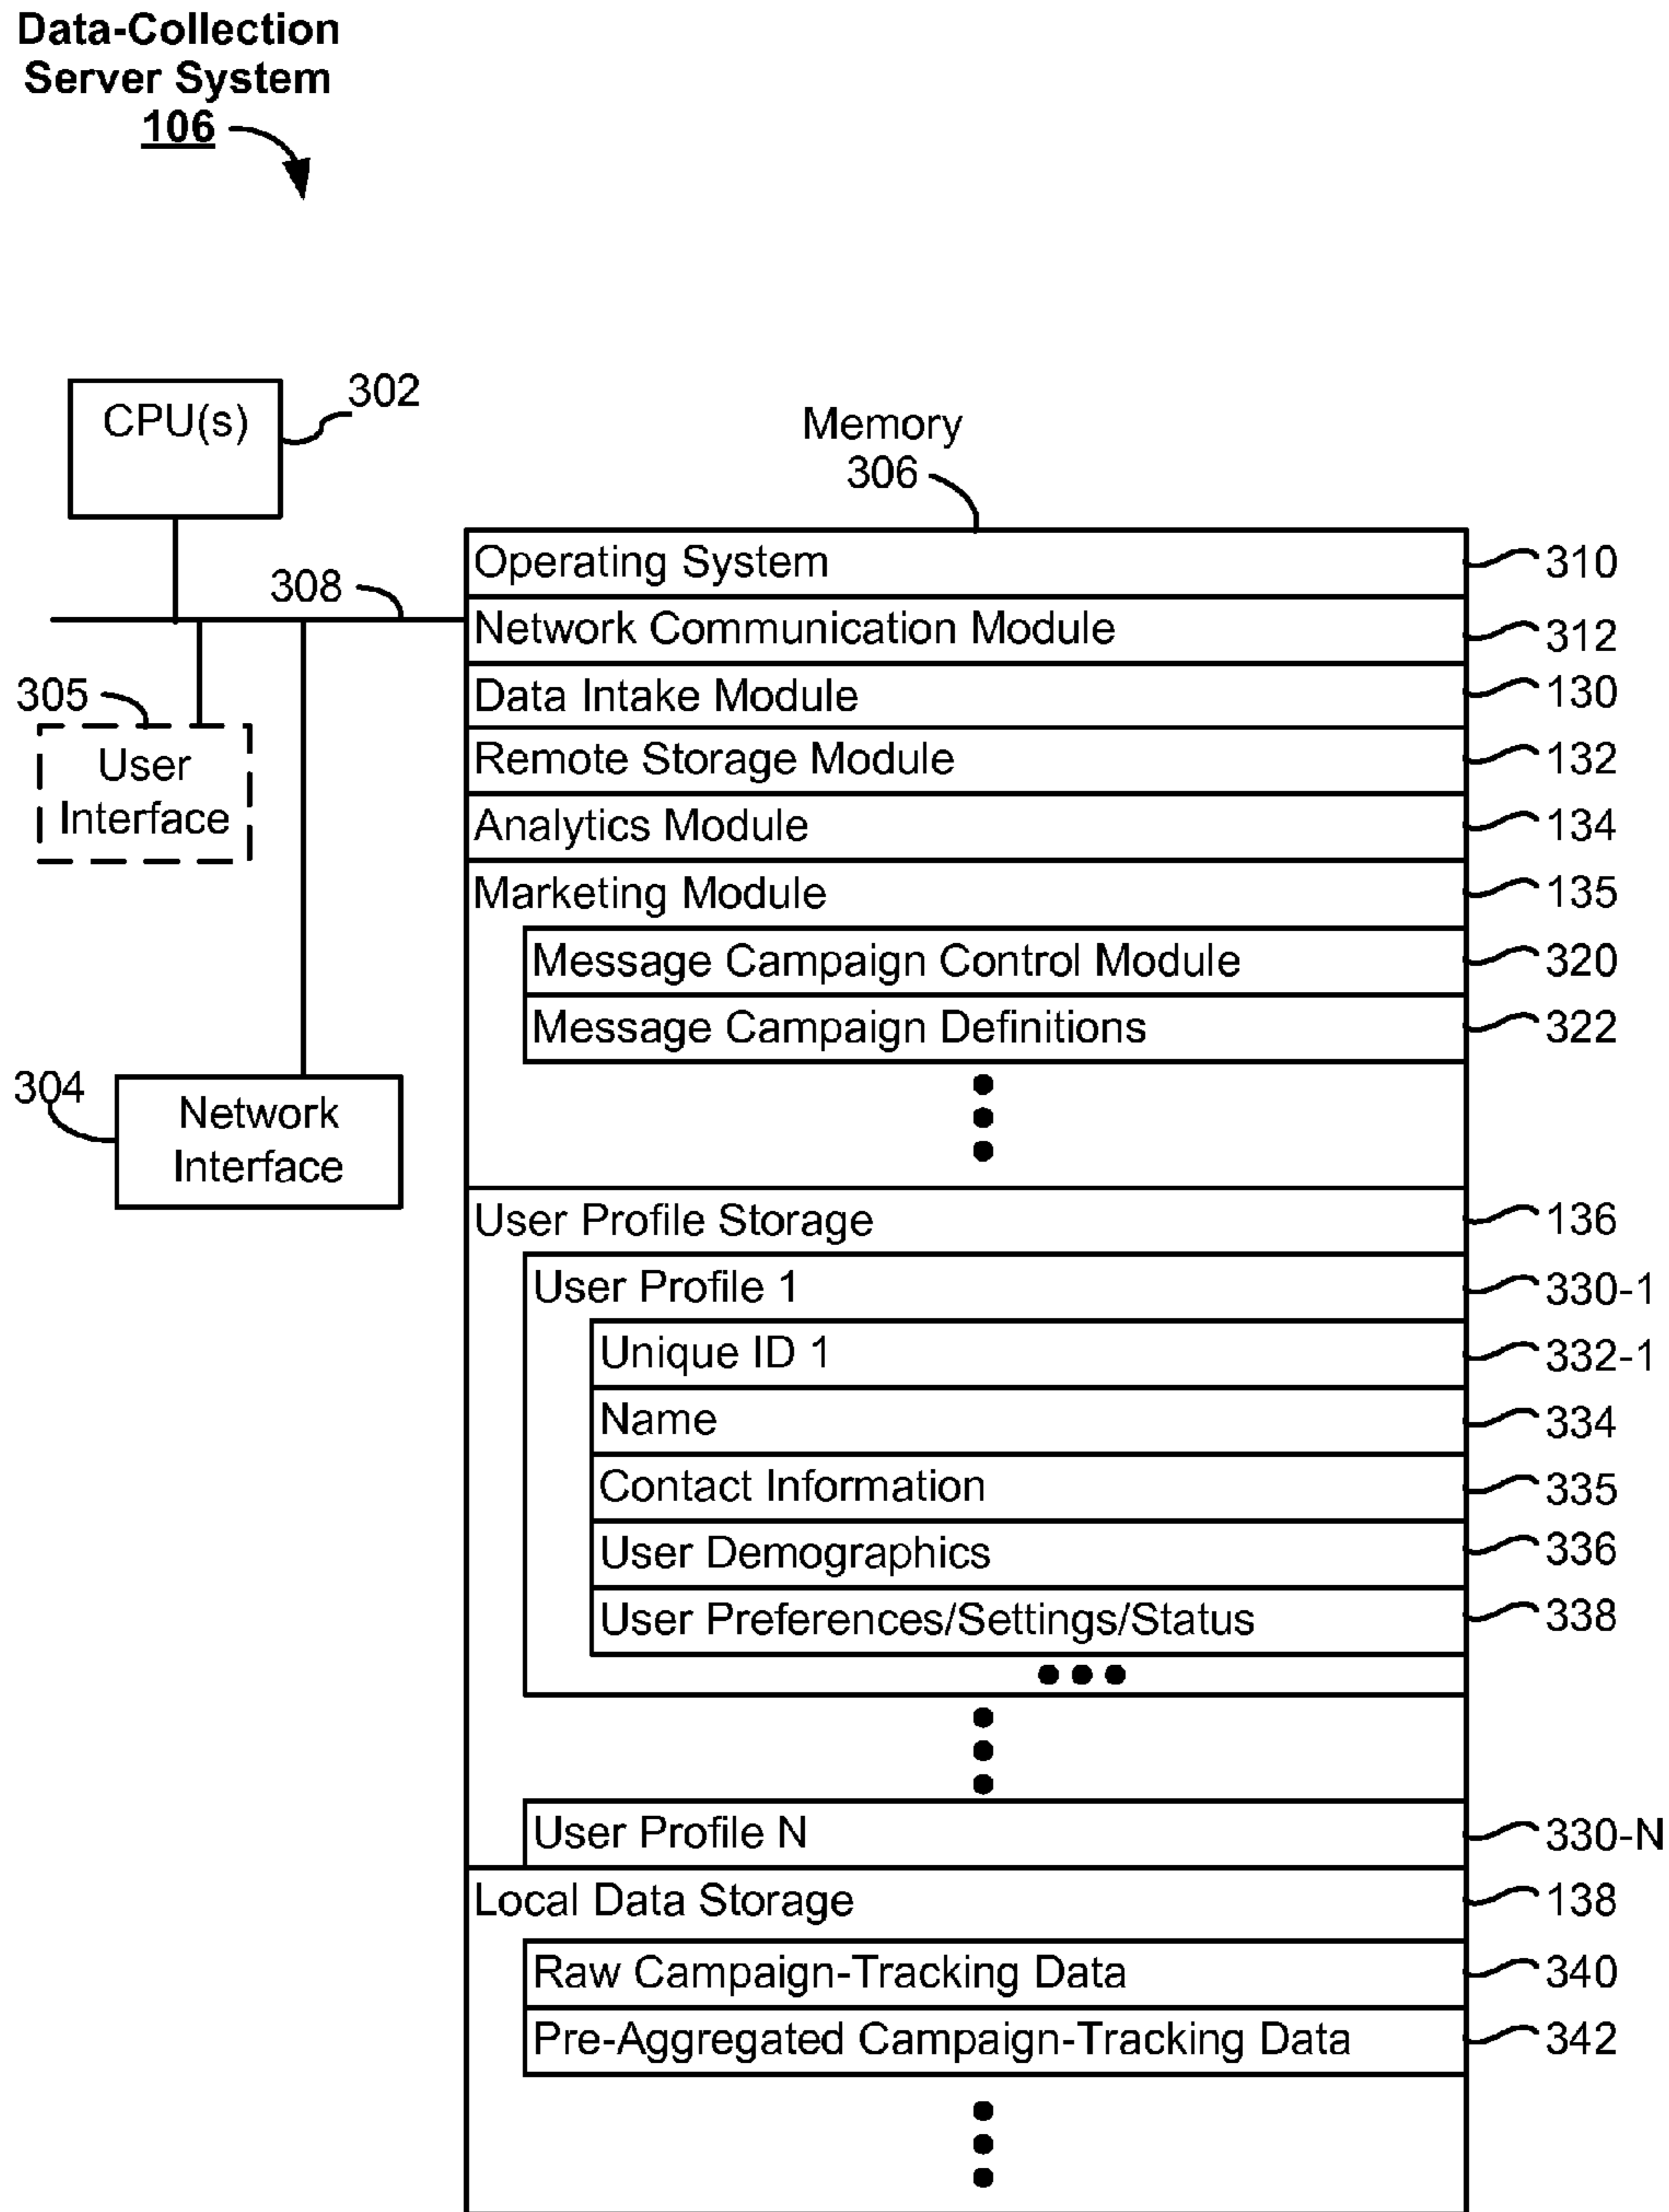 Data-Collection
Server System
106
CPU(s)
302
Memory
306
308
305
User
Interface
304
Network
Interface
Operating System
310
Network Communication Module
312
Data Intake Module
130
Remote Storage Module
132
Analytics Module
134
Marketing Module
135
Message Campaign Control Module
320
Message Campaign Definitions
322
User Profile Storage
136
User Profile 1
330-1
Unique ID 1
332-1
Name
334
Contact Information
335
User Demographics
336
User Preferences/Settings/Status
338
User Profile N
330-N
Local Data Storage
138
Raw Campaign-Tracking Data
340
Pre-Aggregated Campaign-Tracking Data
342